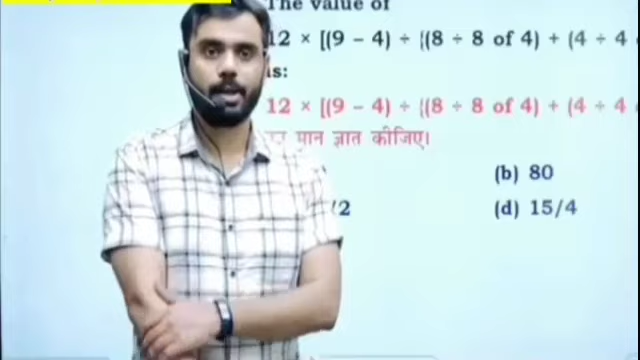 The value of
12 × [(9 – 4) ÷ {(8 ÷ 8 of 4) + (4 ÷ 4
is:
12 × [(9 – 4) ÷ {(8 ÷ 8 of 4) + (4 ÷ 4
मान ज्ञात कीजिए।
(b) 80
/2 (d) 15/4